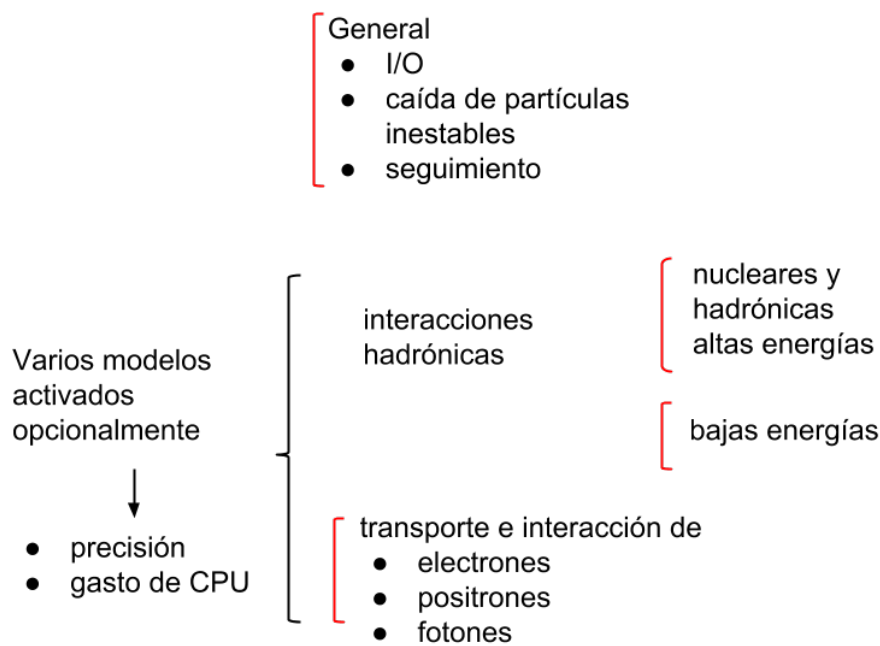 General
● I/O
● caída de partículas
inestables
● seguimiento
Varios modelos
activados
opcionalmente
● precisión
● gasto de CPU
interacciones
hadrónicas
nucleares y
hadrónicas
altas energías
bajas energías
transporte e interacción de
● electrones
● positrones
● fotones